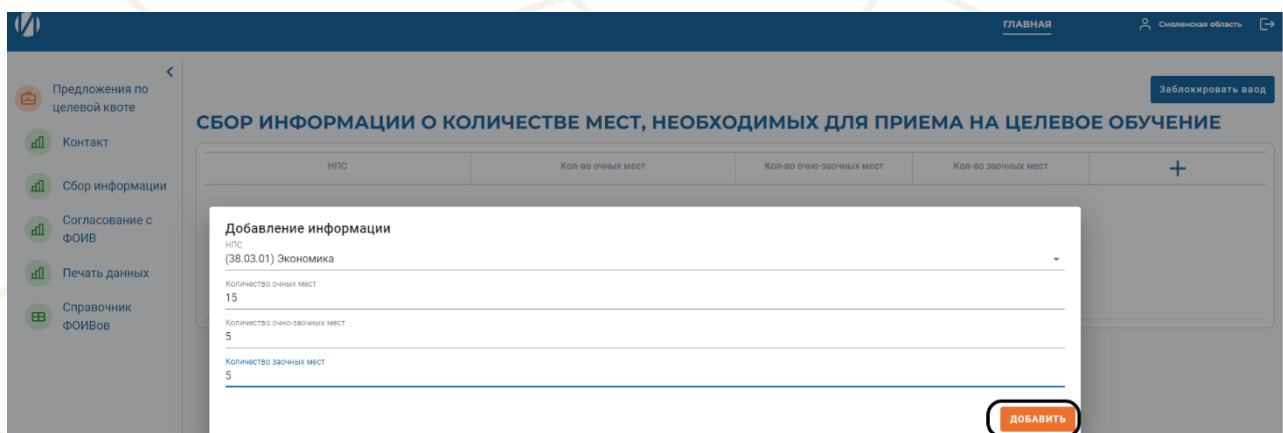 ГЛАВНАЯ
Смоленская область
Предложения по
целевой квоте
Контакт
Сбор информации
Согласование с
ФОИВ
Печать данных
Справочник
ФОИВов
Заблокировать ввод
СБОР ИНФОРМАЦИИ О КОЛИЧЕСТВЕ МЕСТ, НЕОБХОДИМЫХ ДЛЯ ПРИЕМА НА ЦЕЛЕВОЕ ОБУЧЕНИЕ
НПС Кол-во очных мест Кол-во очно-заочных мест Кол-во заочных мест
Добавление информации
НПС
(38.03.01) Экономика
Количество очных мест
15
Количество очно-заочных мест
5
Количество заочных мест
5
ДОБАВИТЬ